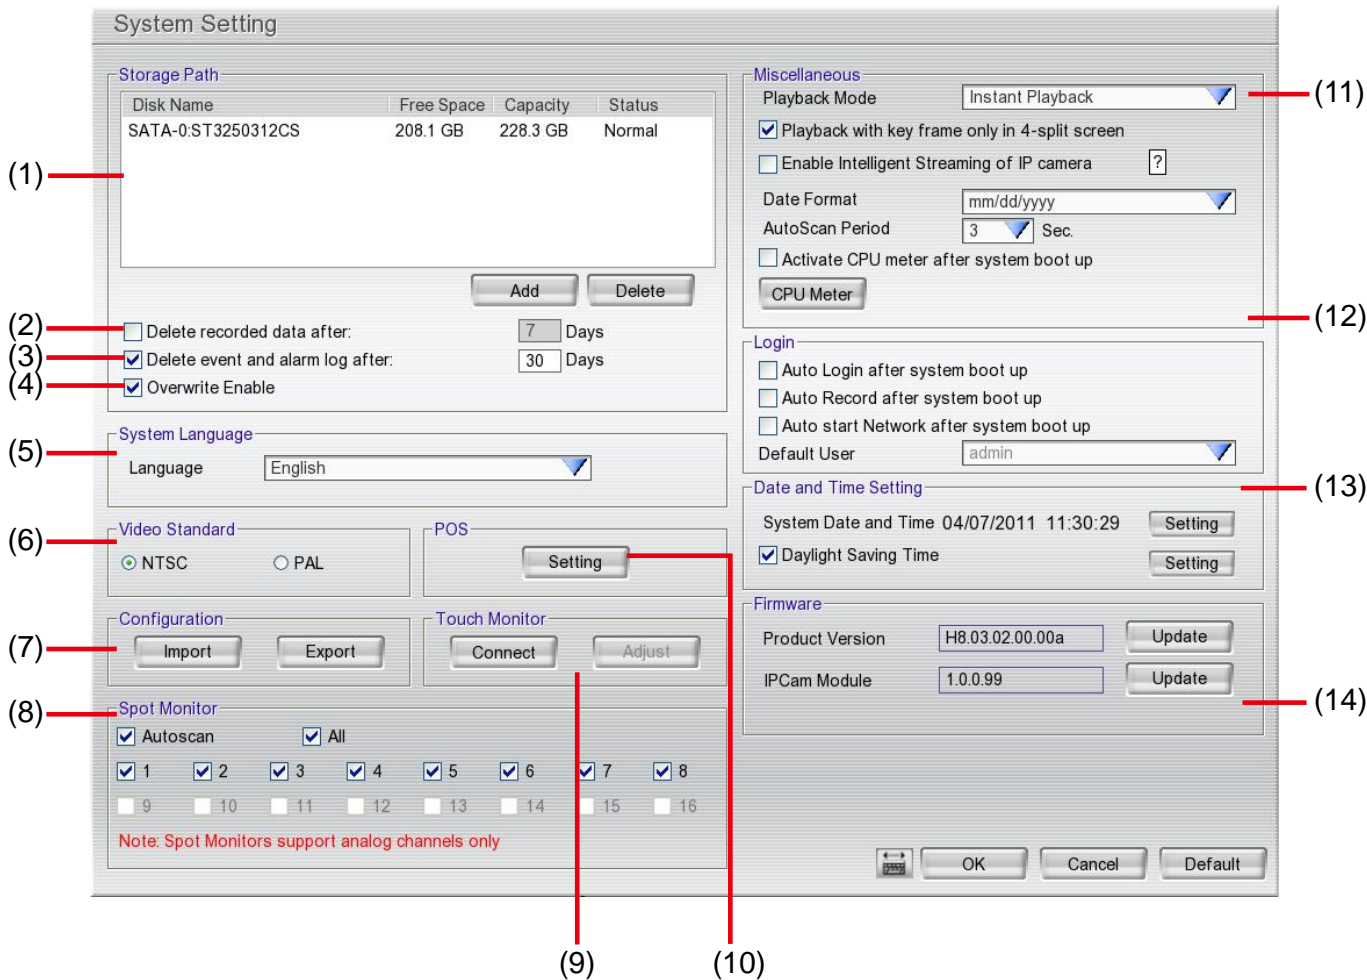 System Setting
Storage Path
Disk Name Free Space Capacity Status
SATA-0:ST3250312CS 208.1 GB 228.3 GB Normal
(1)
Add Delete
(2) Delete recorded data after: 7 Days
(3) Delete event and alarm log after: 30 Days
(4) Overwrite Enable
System Language
(5)
Language English
Video Standard
(6)
NTSC PAL
POS
Setting
Configuration
(7) Import Export
Touch Monitor
Connect Adjust
(8) Spot Monitor
Autoscan All
1 2 3 4 5 6 7 8
9 10 11 12 13 14 15 16
Note: Spot Monitors support analog channels only
Miscellaneous
Playback Mode Instant Playback (11)
Playback with key frame only in 4-split screen
Enable Intelligent Streaming of IP camera ?
Date Format mm/dd/yyyy
AutoScan Period 3 Sec.
Activate CPU meter after system boot up
CPU Meter
(12)
Login
Auto Login after system boot up
Auto Record after system boot up
Auto start Network after system boot up
Default User admin
Date and Time Setting (13)
System Date and Time 04/07/2011 11:30:29 Setting
Daylight Saving Time Setting
Firmware
Product Version H8.03.02.00.00a Update
IPCam Module 1.0.0.99 Update
(14)
OK Cancel Default
(9) (10)